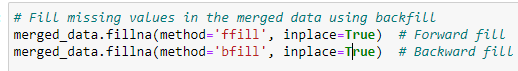 # Fill missing values in the merged data using backfill
merged_data.fillna(method='ffill', inplace=True)  # Forward fill
merged_data.fillna(method='bfill', inplace=True)  # Backward fill